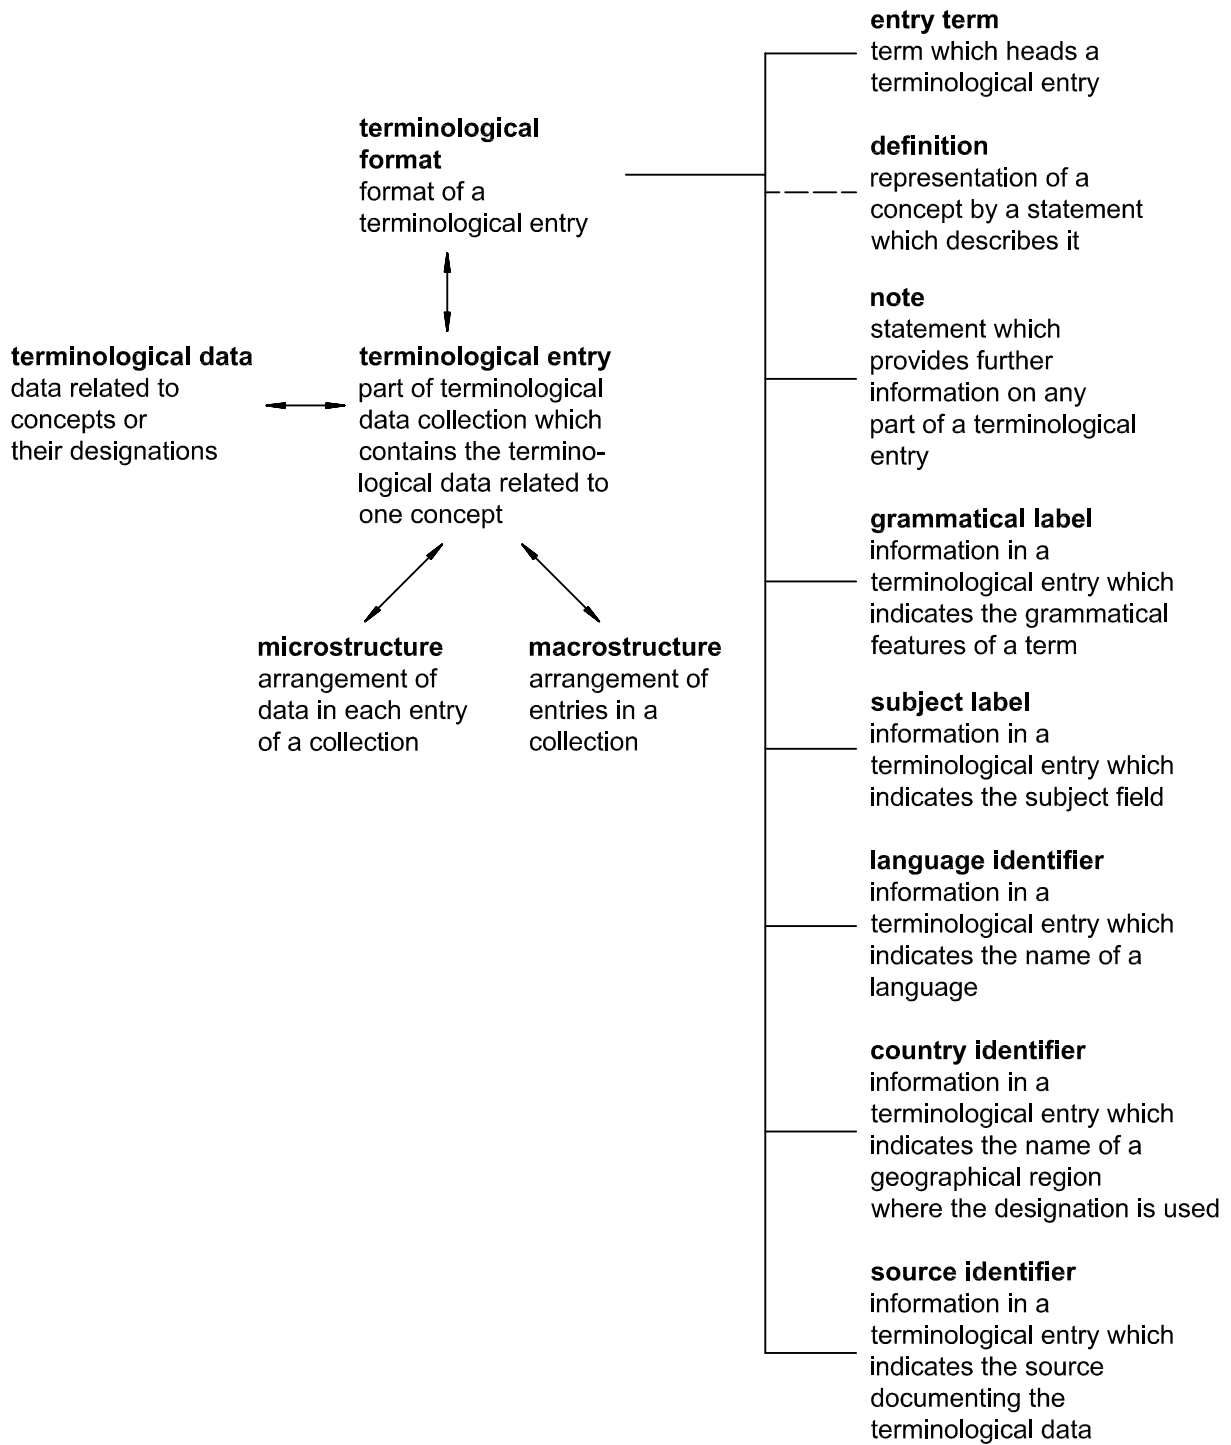 terminological
format
format of a
terminological entry
terminological data
data related to
concepts or
their designations
terminological entry
part of terminological
data collection which
contains the termino-
logical data related to
one concept
microstructure
arrangement of
data in each entry
of a collection
macrostructure
arrangement of
entries in a
collection
entry term
term which heads a
terminological entry
definition
representation of a
concept by a statement
which describes it
note
statement which
provides further
information on any
part of a terminological
entry
grammatical label
information in a
terminological entry which
indicates the grammatical
features of a term
subject label
information in a
terminological entry which
indicates the subject field
language identifier
information in a
terminological entry which
indicates the name of a
language
country identifier
information in a
terminological entry which
indicates the name of a
geographical region
where the designation is used
source identifier
information in a
terminological entry which
indicates the source
documenting the
terminological data